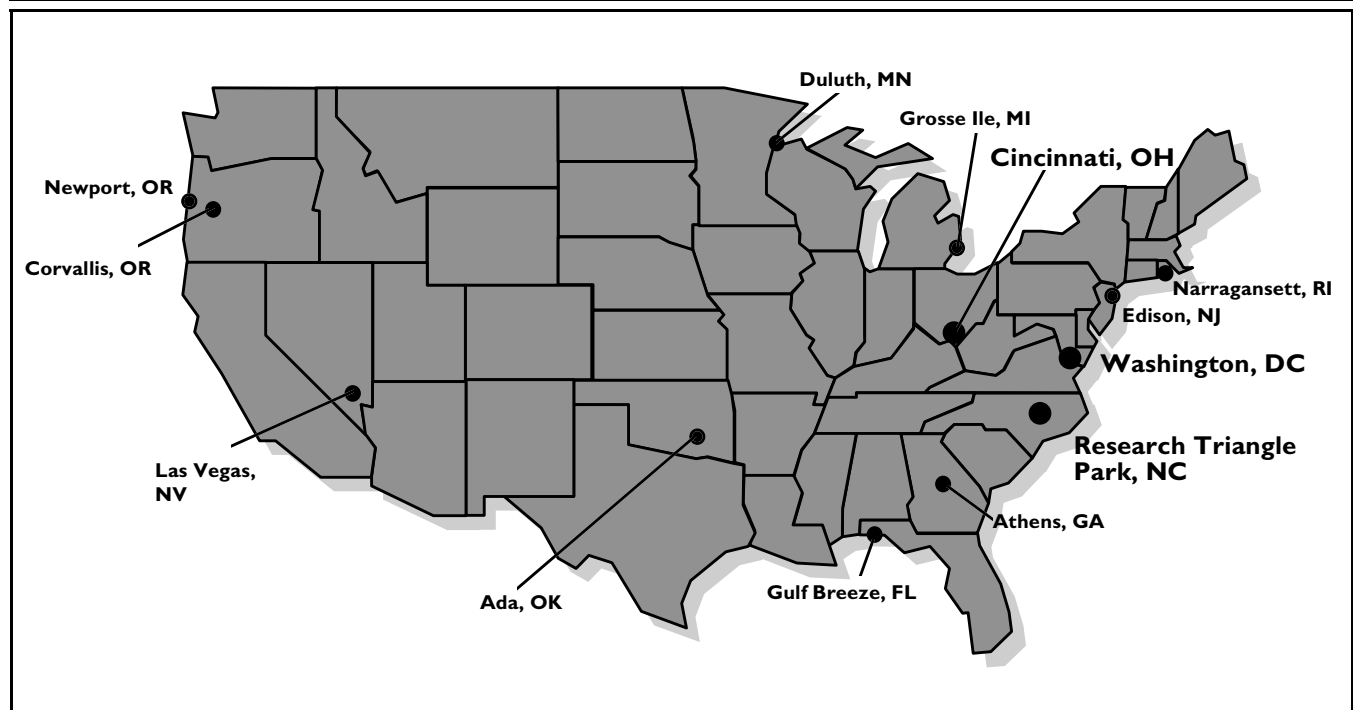 Duluth, MN
Grosse Ile, MI
Cincinnati, OH
Newport, OR
Corvallis, OR
Narragansett, RI
Edison, NJ
Washington, DC
Research Triangle
Park, NC
Las Vegas,
NV
Athens, GA
Gulf Breeze, FL
Ada, OK